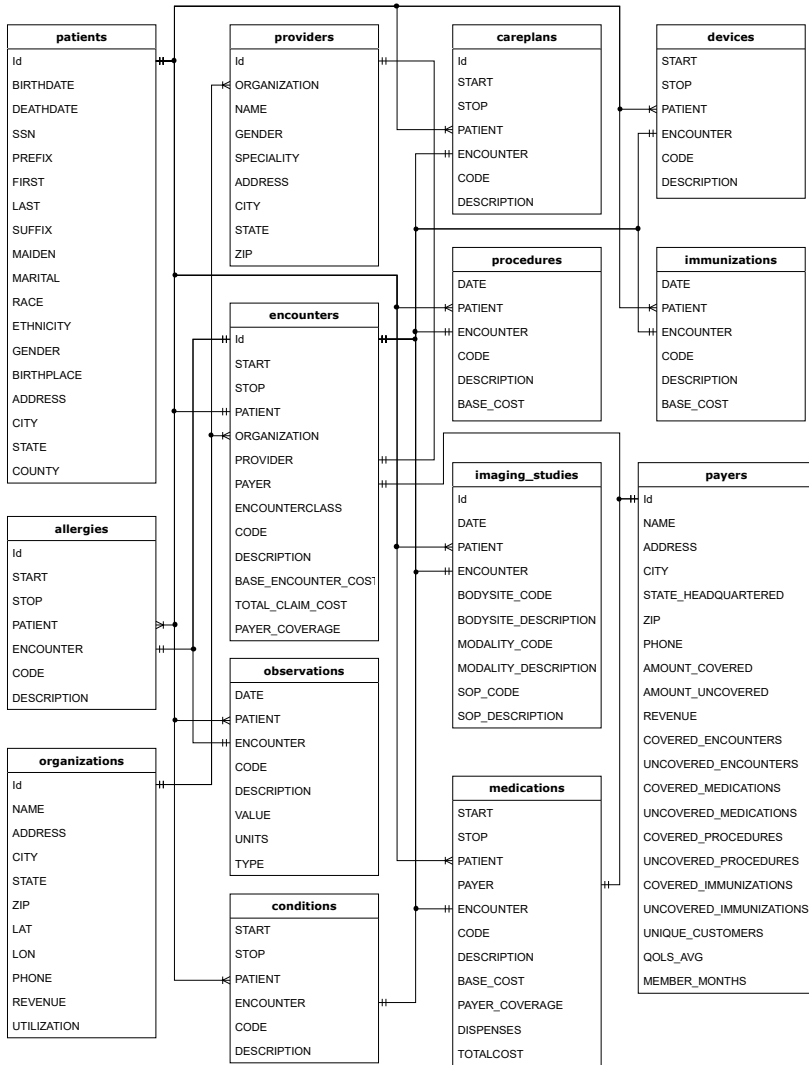 patients
Id
BIRTHDATE
DEATHDATE
SSN
PREFIX
FIRST
LAST
SUFFIX
MAIDEN
MARITAL
RACE
ETHNICITY
GENDER
BIRTHPLACE
ADDRESS
CITY
STATE
COUNTY
allergies
Id
START
STOP
PATIENT
ENCOUNTER
CODE
DESCRIPTION
organizations
Id
NAME
ADDRESS
CITY
STATE
ZIP
LAT
LON
PHONE
REVENUE
UTILIZATION
providers
Id
ORGANIZATION
NAME
GENDER
SPECIALITY
ADDRESS
CITY
STATE
ZIP
encounters
Id
START
STOP
PATIENT
ORGANIZATION
PROVIDER
PAYER
ENCOUNTERCLASS
CODE
DESCRIPTION
BASE_ENCOUNTER_COST
TOTAL_CLAIM_COST
PAYER_COVERAGE
observations
DATE
PATIENT
ENCOUNTER
CODE
DESCRIPTION
VALUE
UNITS
TYPE
conditions
START
STOP
PATIENT
ENCOUNTER
CODE
DESCRIPTION
careplans
Id
START
STOP
PATIENT
ENCOUNTER
CODE
DESCRIPTION
procedures
DATE
PATIENT
ENCOUNTER
CODE
DESCRIPTION
BASE_COST
imaging_studies
Id
DATE
PATIENT
ENCOUNTER
BODYSITE_CODE
BODYSITE_DESCRIPTION
MODALITY_CODE
MODALITY_DESCRIPTION
SOP_CODE
SOP_DESCRIPTION
medications
START
STOP
PATIENT
PAYER
ENCOUNTER
CODE
DESCRIPTION
BASE_COST
PAYER_COVERAGE
DISPENSES
TOTALCOST
devices
START
STOP
PATIENT
ENCOUNTER
CODE
DESCRIPTION
immunizations
DATE
PATIENT
ENCOUNTER
CODE
DESCRIPTION
BASE_COST
payers
Id
NAME
ADDRESS
CITY
STATE_HEADQUARTERED
ZIP
PHONE
AMOUNT_COVERED
AMOUNT_UNCOVERED
REVENUE
COVERED_ENCOUNTERS
UNCOVERED_ENCOUNTERS
COVERED_MEDICATIONS
UNCOVERED_MEDICATIONS
COVERED_PROCEDURES
UNCOVERED_PROCEDURES
COVERED_IMMUNIZATIONS
UNCOVERED_IMMUNIZATIONS
UNIQUE_CUSTOMERS
QOLS_AVG
MEMBER_MONTHS